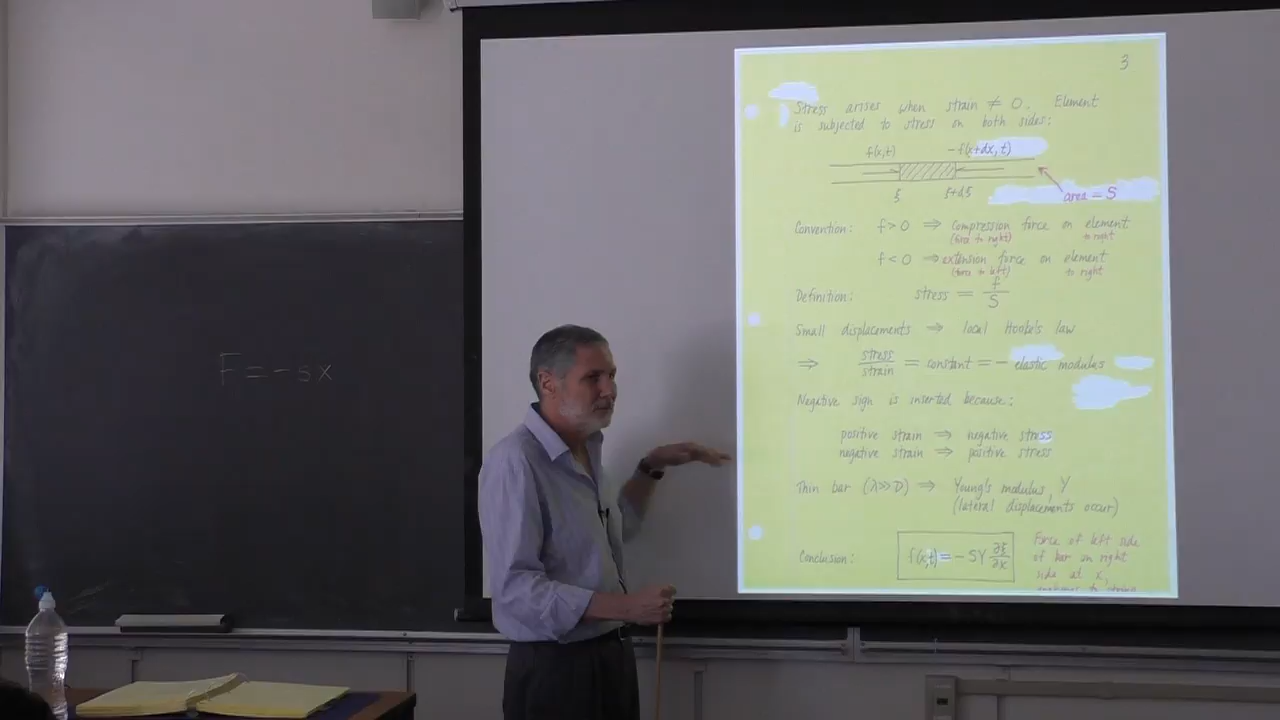 F = -sx
3
Stress arises when strain ≠ 0. Element
is subjected to stress on both sides:
f(x,t) -f(x+dx, t)
ξ ξ+dξ area = S
Convention: f > 0 ⇒ compression force on element
(force to right) to right
f < 0 ⇒ extension force on element
(force to left) to right
Definition: stress = f/S
Small displacements ⇒ local Hooke's law
⇒ stress/strain = constant = - elastic modulus
Negative sign is inserted because:
positive strain ⇒ negative stress
negative strain ⇒ positive stress
Thin bar (λ≫D) ⇒ Young's modulus, Y
(lateral displacements occur)
Conclusion: f(x,t) = -SY ∂ξ/∂x
Force of left side
of bar on right
side at x,